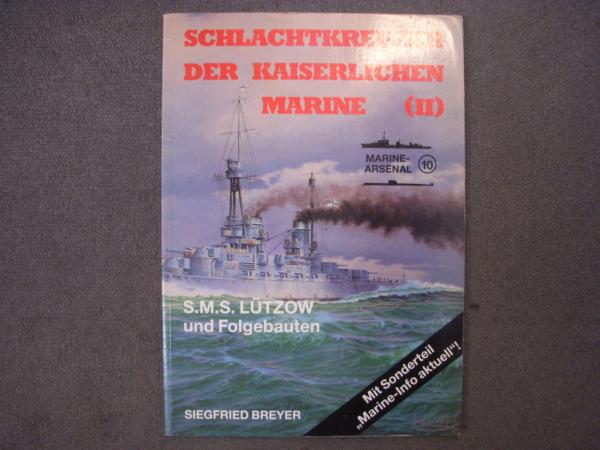 SCHLACHTKREUZER
DER KAISERLICHEN
MARINE (II)
MARINE-
ARSENAL 10
S.M.S. LÜTZOW
und Folgebauten
Mit Sonderteil
„Marine-Info aktuell"!
SIEGFRIED BREYER